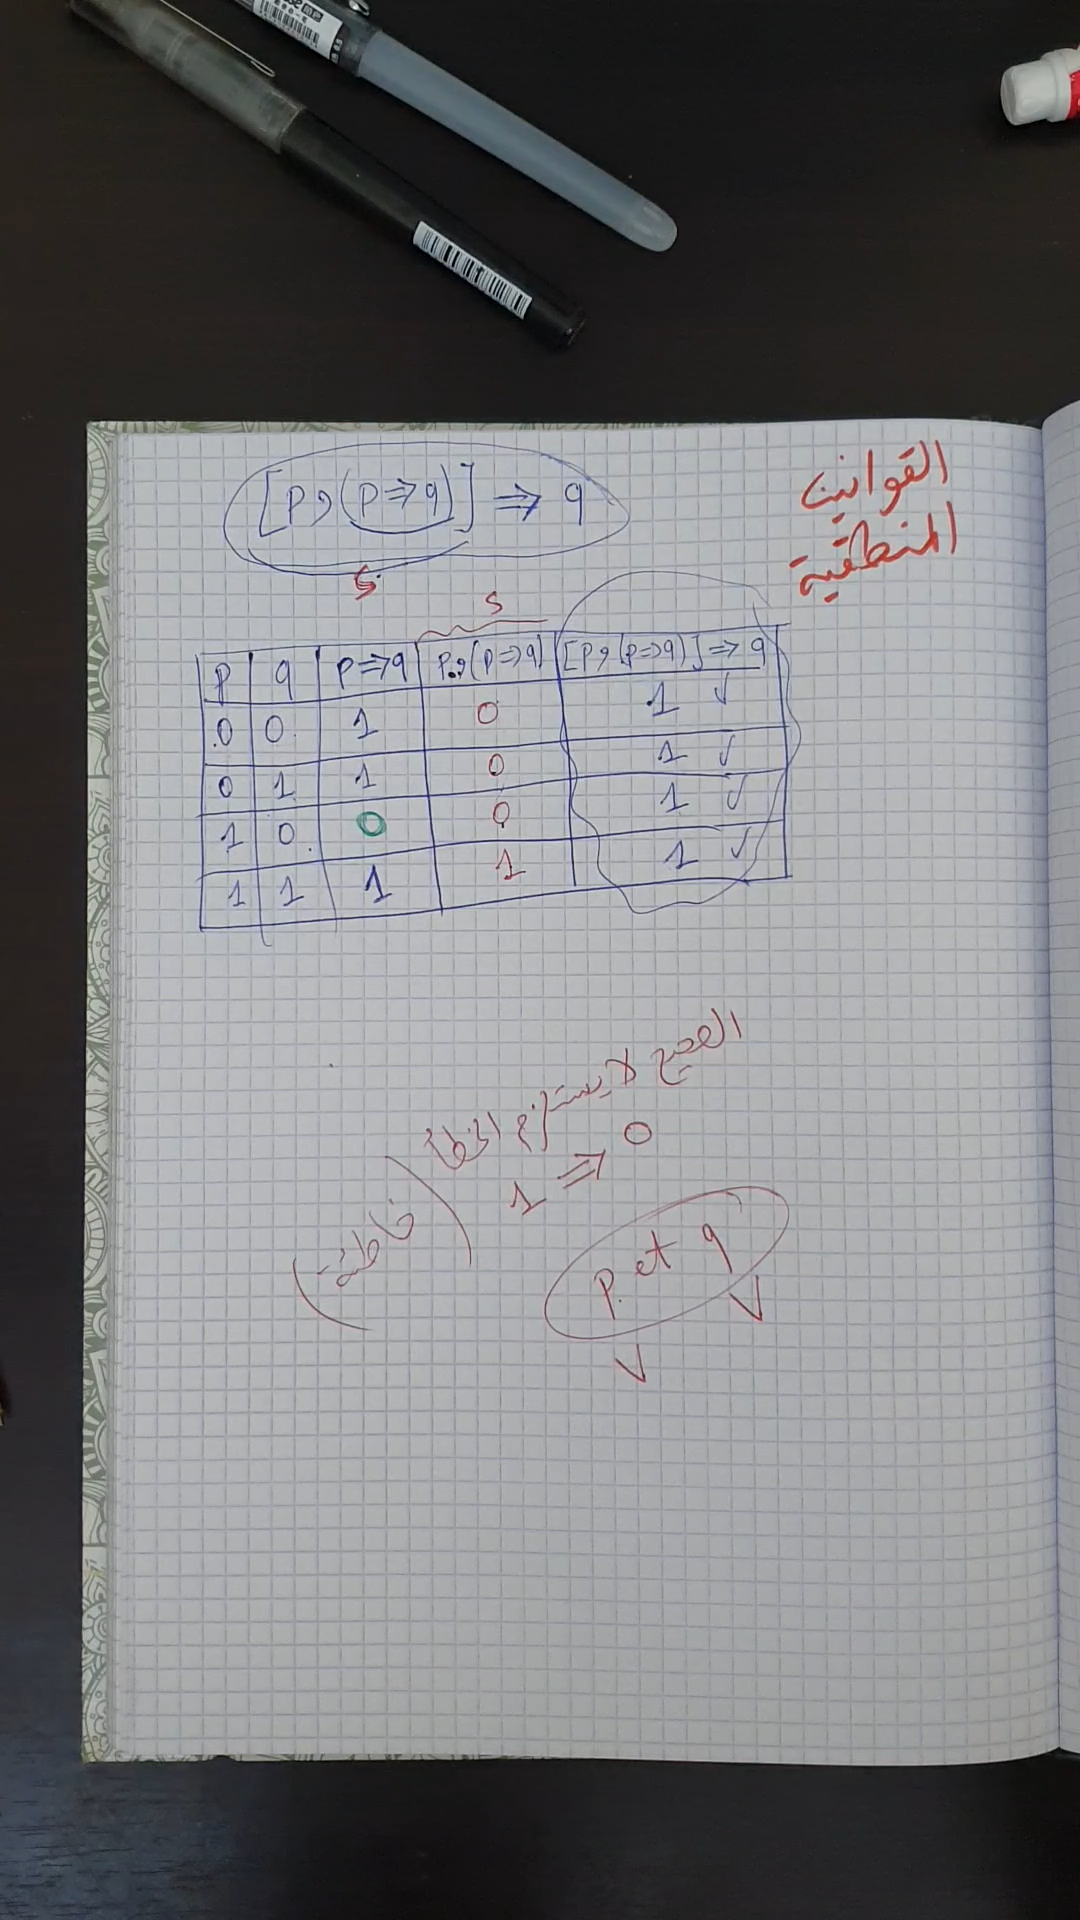 [p و (p ⇒ q)] ⇒ q
S
القوانين
المنطقية
S
p | q | p ⇒ q | p و (p ⇒ q) | [p و (p ⇒ q)] ⇒ q
0 | 0 | 1 | 0 | 1 ✓
0 | 1 | 1 | 0 | 1 ✓
1 | 0 | 0 | 0 | 1 ✓
1 | 1 | 1 | 1 | 1 ✓
الصحيح لا يستلزم الخطأ
1 ⇒ 0
(خاطئة)
p et q
V
V